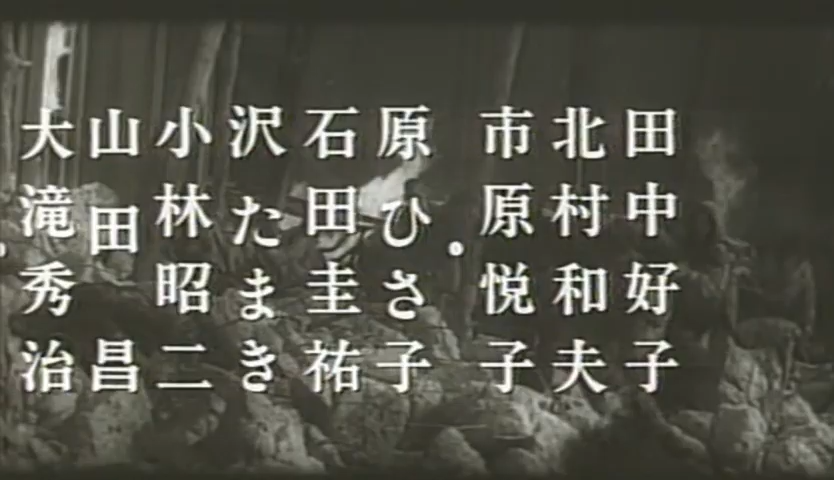 田中好子
北村和夫
市原悦子
・
原ひさ子
石田圭祐
沢たまき
小林昭二
山田昌
大滝秀治
・